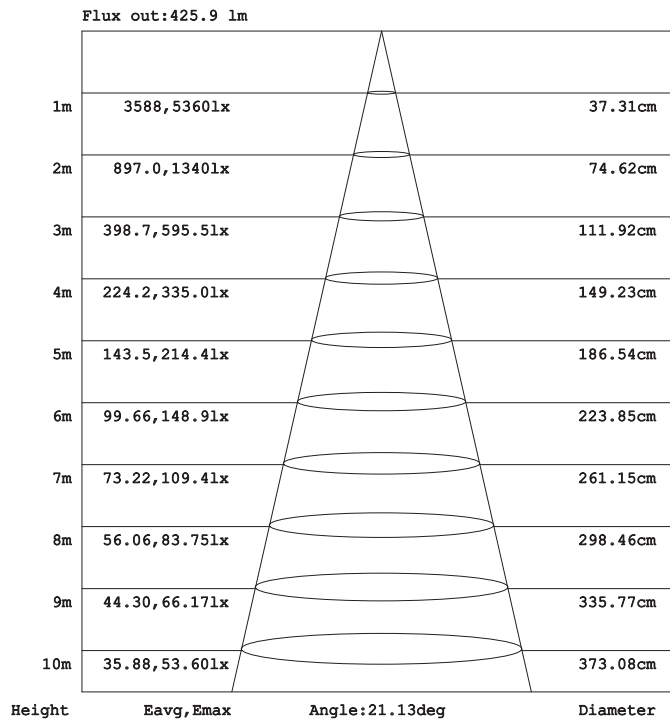 Flux out:425.9 lm
1m 3588,5360lx 37.31cm
2m 897.0,1340lx 74.62cm
3m 398.7,595.5lx 111.92cm
4m 224.2,335.0lx 149.23cm
5m 143.5,214.4lx 186.54cm
6m 99.66,148.9lx 223.85cm
7m 73.22,109.4lx 261.15cm
8m 56.06,83.75lx 298.46cm
9m 44.30,66.17lx 335.77cm
10m 35.88,53.60lx 373.08cm
Height Eavg,Emax Angle:21.13deg Diameter